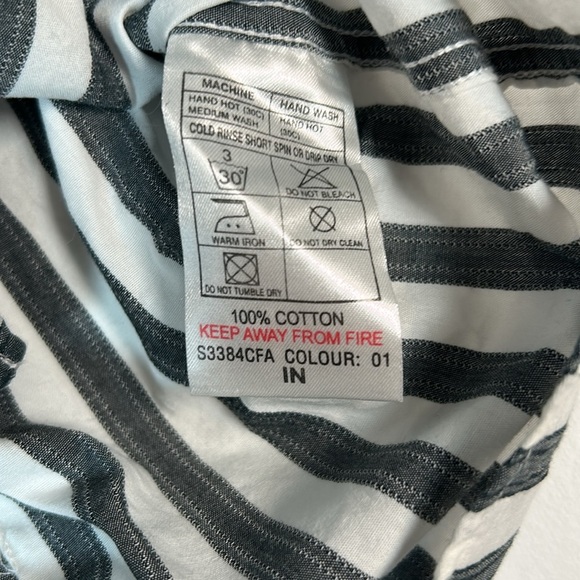 MACHINE
HAND HOT (30C)
MEDIUM WASH
HAND WASH
HAND HOT
(30C)
COLD RINSE SHORT SPIN OR DRIP DRY
3
30°
DO NOT BLEACH
WARM IRON
DO NOT DRY CLEAN
DO NOT TUMBLE DRY
100% COTTON
KEEP AWAY FROM FIRE
S3384CFA COLOUR: 01
IN